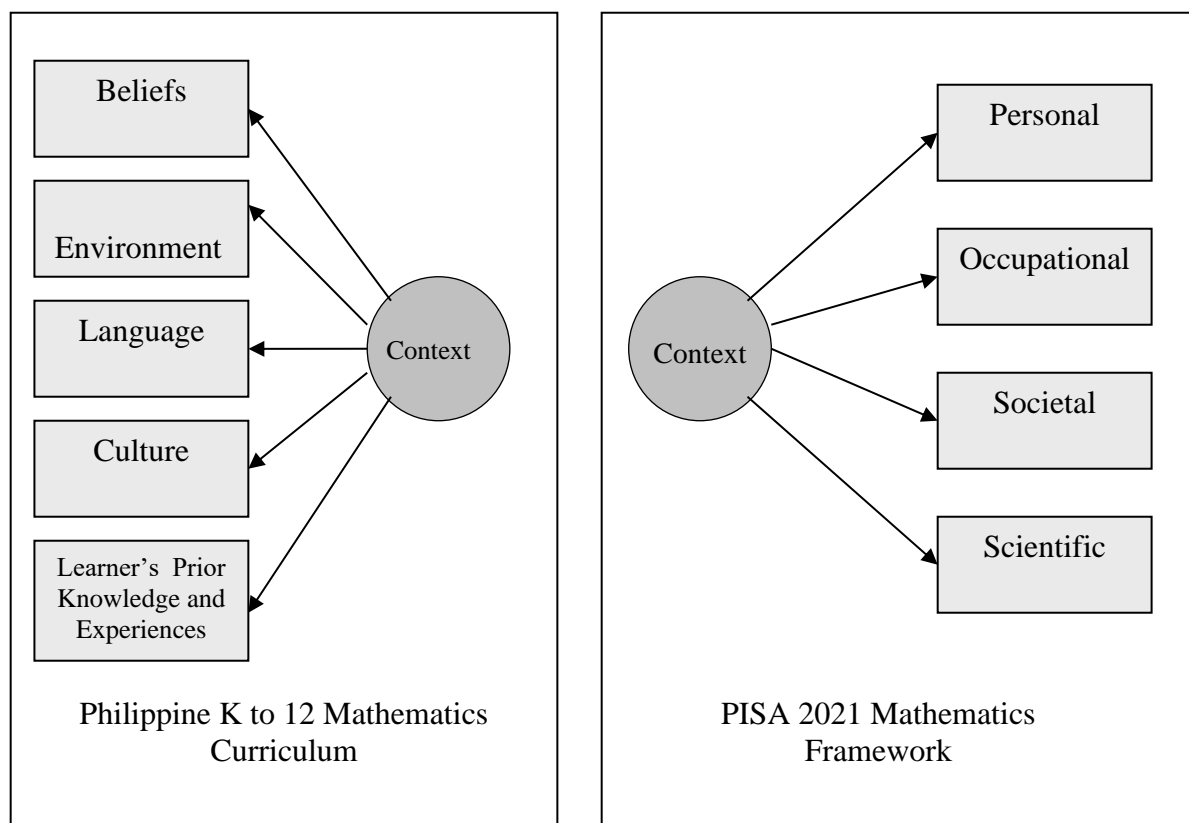 Beliefs
Environment
Language
Culture
Learner's Prior
Knowledge and
Experiences
Context
Philippine K to 12 Mathematics
Curriculum
Context
Personal
Occupational
Societal
Scientific
PISA 2021 Mathematics
Framework